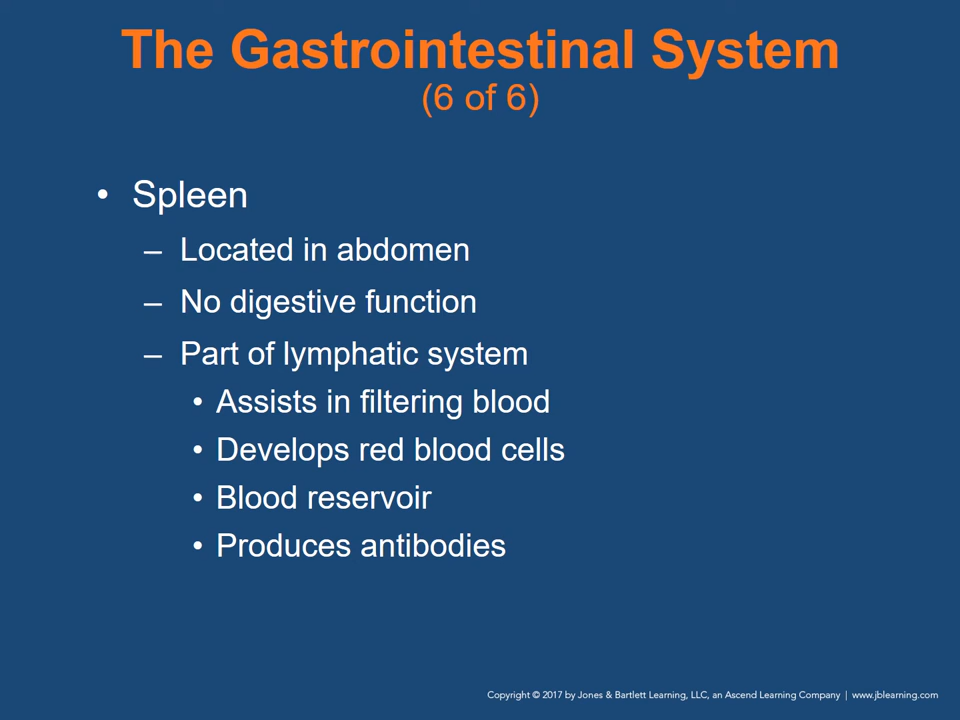 The Gastrointestinal System
(6 of 6)
• Spleen
– Located in abdomen
– No digestive function
– Part of lymphatic system
• Assists in filtering blood
• Develops red blood cells
• Blood reservoir
• Produces antibodies
Copyright © 2017 by Jones & Bartlett Learning, LLC, an Ascend Learning Company | www.jblearning.com